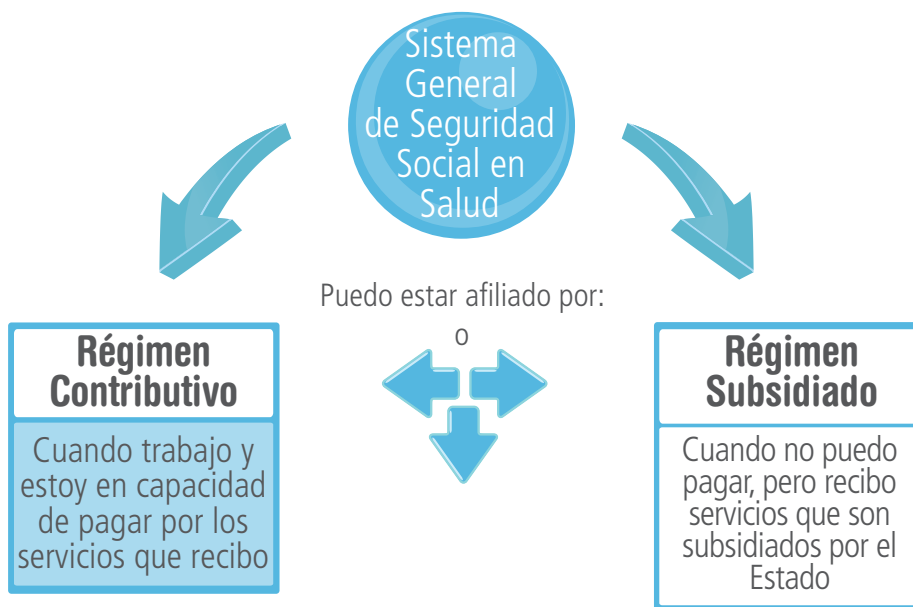 Sistema
General
de Seguridad
Social en
Salud
Puedo estar afiliado por:
o
Régimen
Contributivo
Cuando trabajo y
estoy en capacidad
de pagar por los
servicios que recibo
Régimen
Subsidiado
Cuando no puedo
pagar, pero recibo
servicios que son
subsidiados por el
Estado